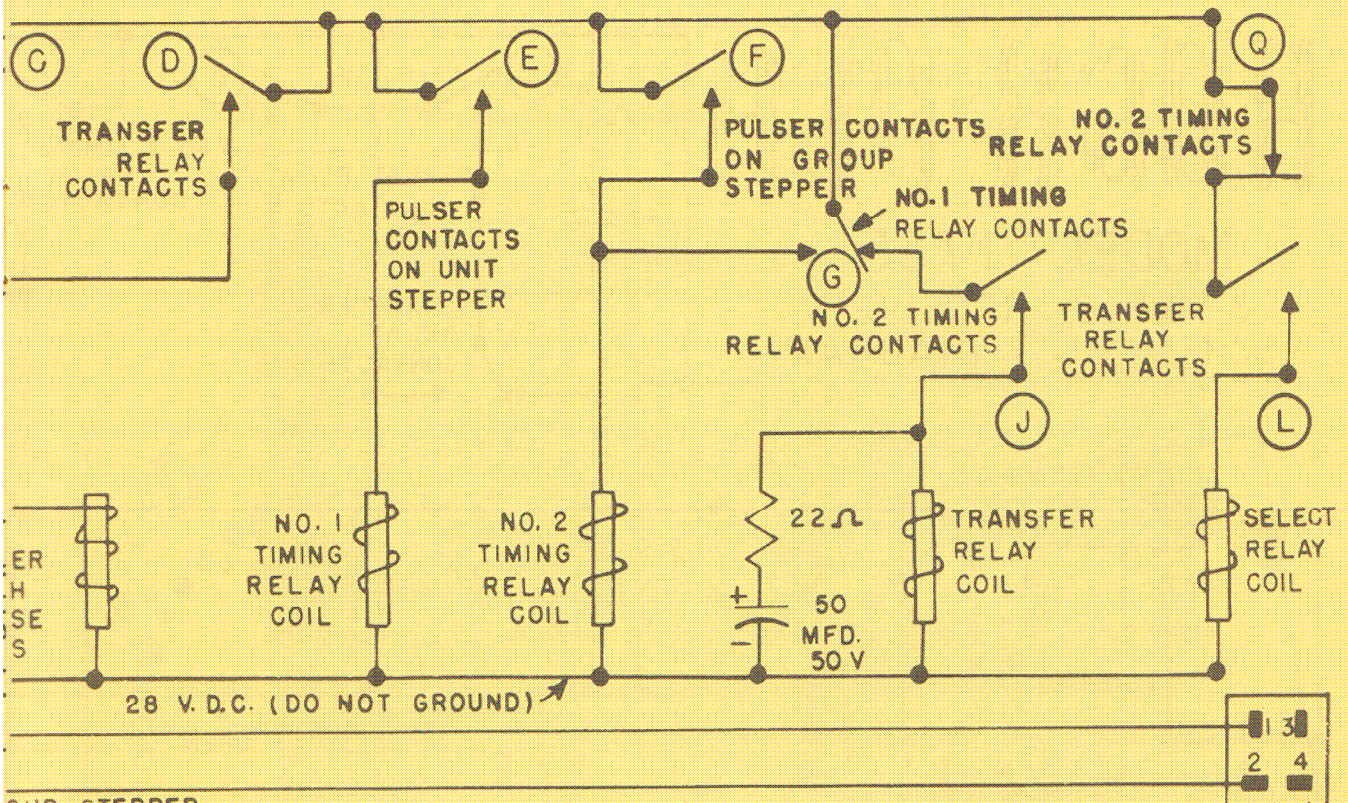 C
D
E
F
Q
TRANSFER
RELAY
CONTACTS
PULSER
CONTACTS
ON UNIT
STEPPER
PULSER CONTACTS
ON GROUP
STEPPER
NO. 2 TIMING
RELAY CONTACTS
NO.1 TIMING
RELAY CONTACTS
G
NO. 2 TIMING
RELAY CONTACTS
TRANSFER
RELAY
CONTACTS
J
L
ER
H
SE
S
NO. 1
TIMING
RELAY
COIL
NO. 2
TIMING
RELAY
COIL
22Ω
+
50
MFD.
50 V
-
TRANSFER
RELAY
COIL
SELECT
RELAY
COIL
28 V.D.C. (DO NOT GROUND)
1 3
2 4
STEPPER